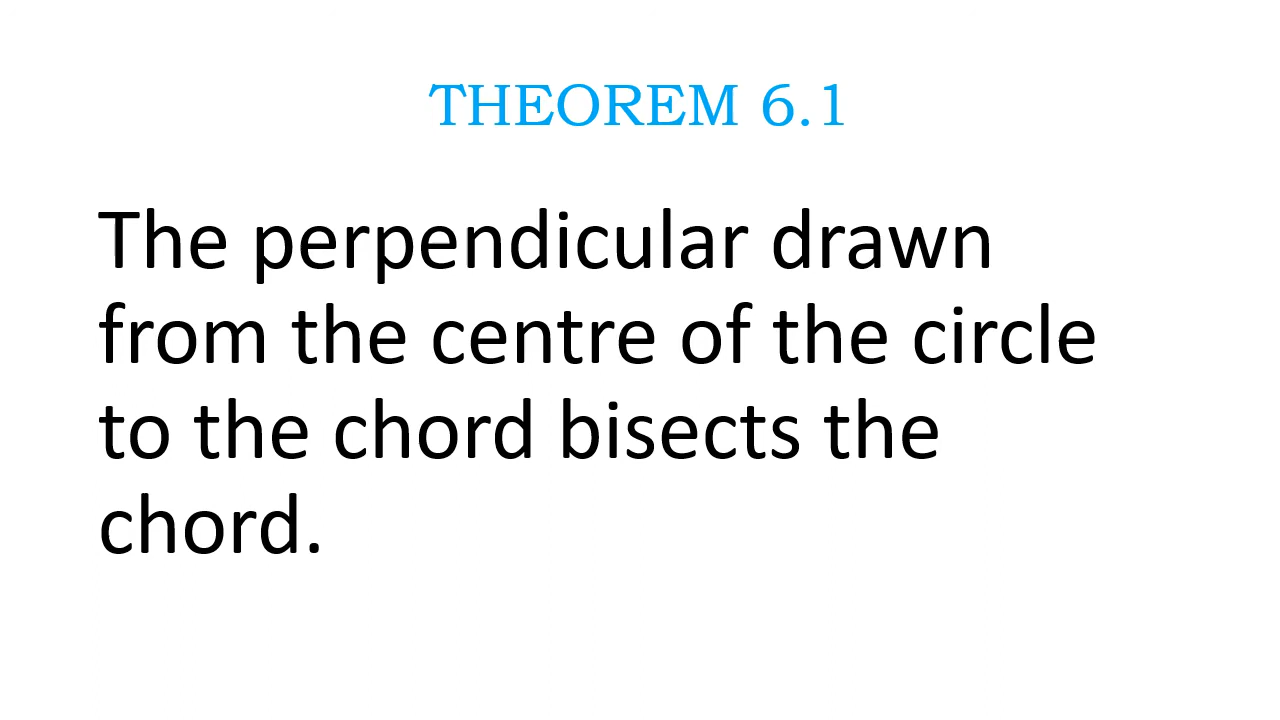 THEOREM 6.1
The perpendicular drawn
from the centre of the circle
to the chord bisects the
chord.